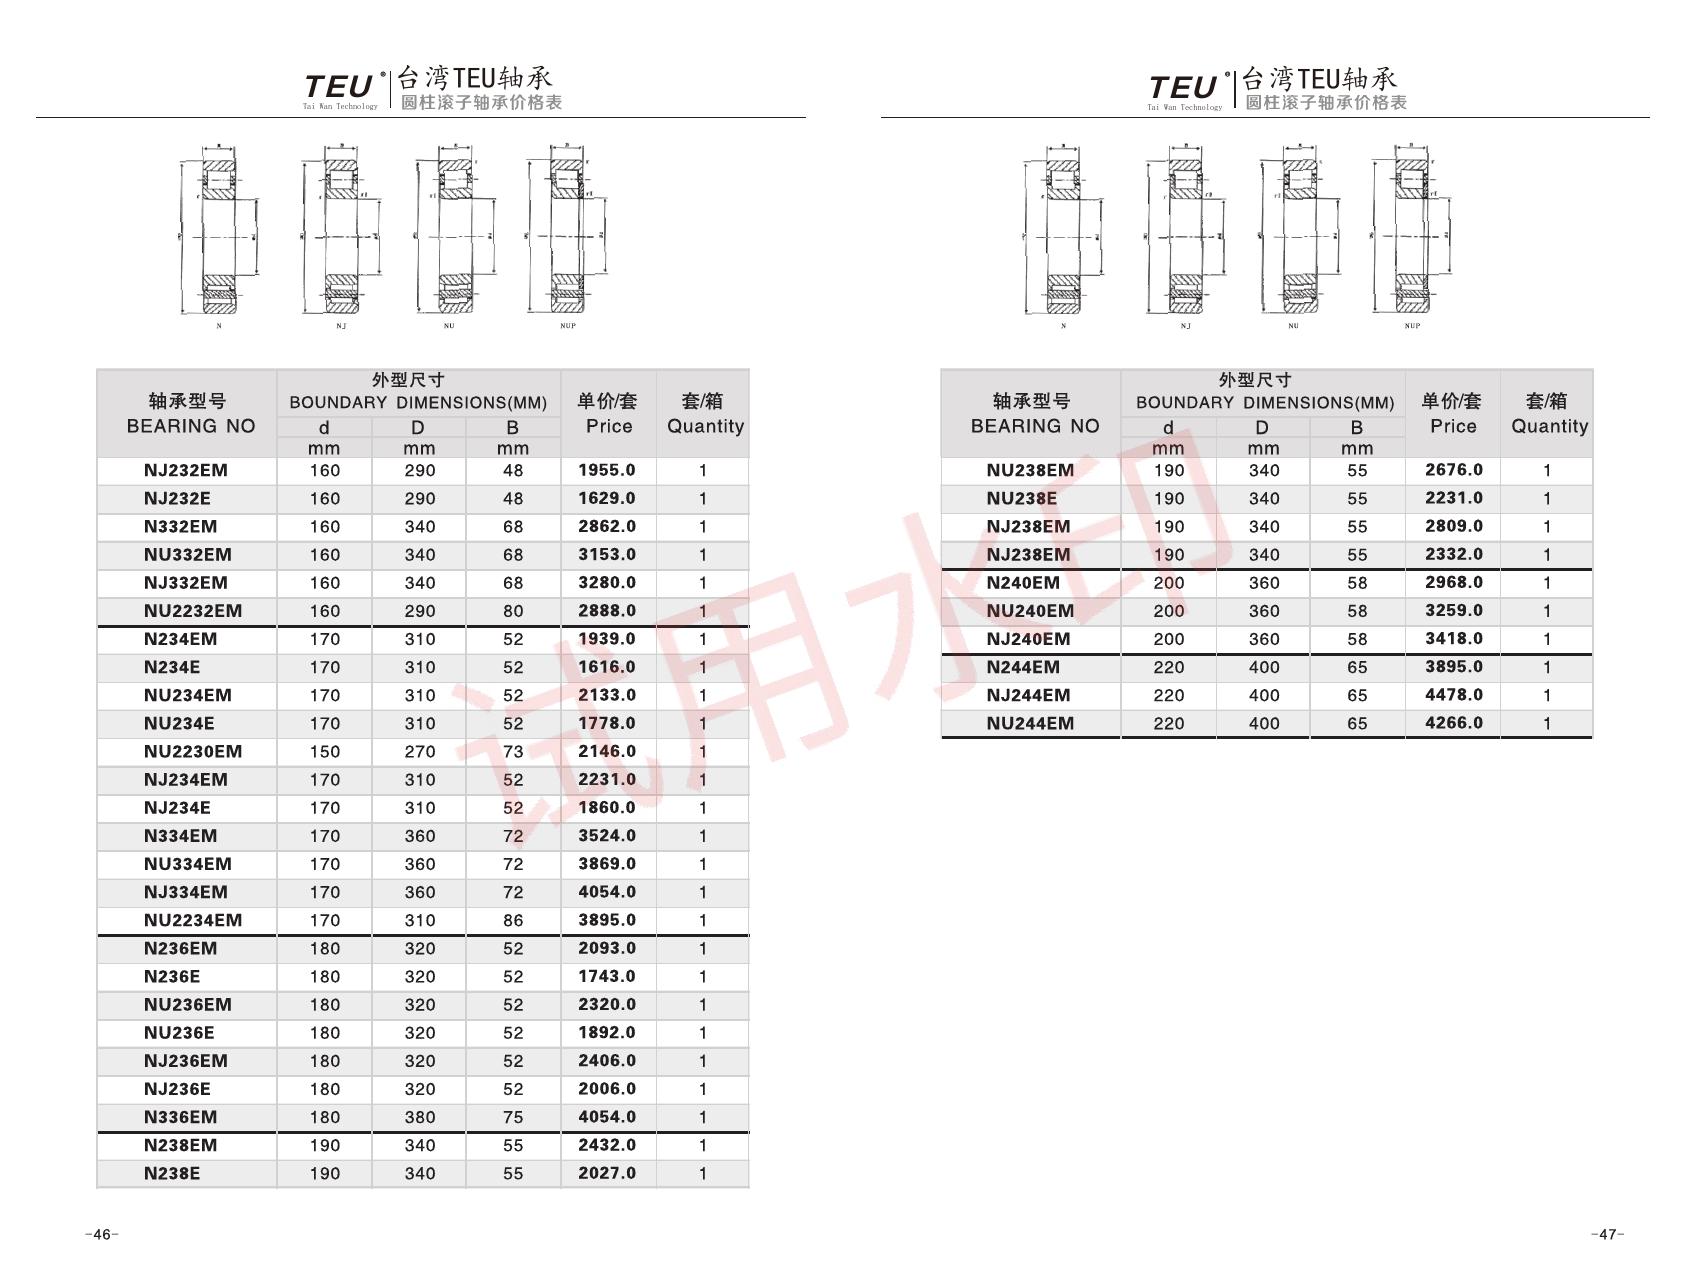 TEU ® 台湾TEU轴承
Tai Wan Technology 圆柱滚子轴承价格表
N NJ NU NUP
轴承型号 外型尺寸 单价/套 套/箱
BEARING NO BOUNDARY DIMENSIONS(MM) Price Quantity
d D B
mm mm mm
NJ232EM 160 290 48 1955.0 1
NJ232E 160 290 48 1629.0 1
N332EM 160 340 68 2862.0 1
NU332EM 160 340 68 3153.0 1
NJ332EM 160 340 68 3280.0 1
NU2232EM 160 290 80 2888.0 1
N234EM 170 310 52 1939.0 1
N234E 170 310 52 1616.0 1
NU234EM 170 310 52 2133.0 1
NU234E 170 310 52 1778.0 1
NU2230EM 150 270 73 2146.0 1
NJ234EM 170 310 52 2231.0 1
NJ234E 170 310 52 1860.0 1
N334EM 170 360 72 3524.0 1
NU334EM 170 360 72 3869.0 1
NJ334EM 170 360 72 4054.0 1
NU2234EM 170 310 86 3895.0 1
N236EM 180 320 52 2093.0 1
N236E 180 320 52 1743.0 1
NU236EM 180 320 52 2320.0 1
NU236E 180 320 52 1892.0 1
NJ236EM 180 320 52 2406.0 1
NJ236E 180 320 52 2006.0 1
N336EM 180 380 75 4054.0 1
N238EM 190 340 55 2432.0 1
N238E 190 340 55 2027.0 1
-46-
TEU ® 台湾TEU轴承
Tai Wan Technology 圆柱滚子轴承价格表
N NJ NU NUP
轴承型号 外型尺寸 单价/套 套/箱
BEARING NO BOUNDARY DIMENSIONS(MM) Price Quantity
d D B
mm mm mm
NU238EM 190 340 55 2676.0 1
NU238E 190 340 55 2231.0 1
NJ238EM 190 340 55 2809.0 1
NJ238EM 190 340 55 2332.0 1
N240EM 200 360 58 2968.0 1
NU240EM 200 360 58 3259.0 1
NJ240EM 200 360 58 3418.0 1
N244EM 220 400 65 3895.0 1
NJ244EM 220 400 65 4478.0 1
NU244EM 220 400 65 4266.0 1
-47-
试用水印